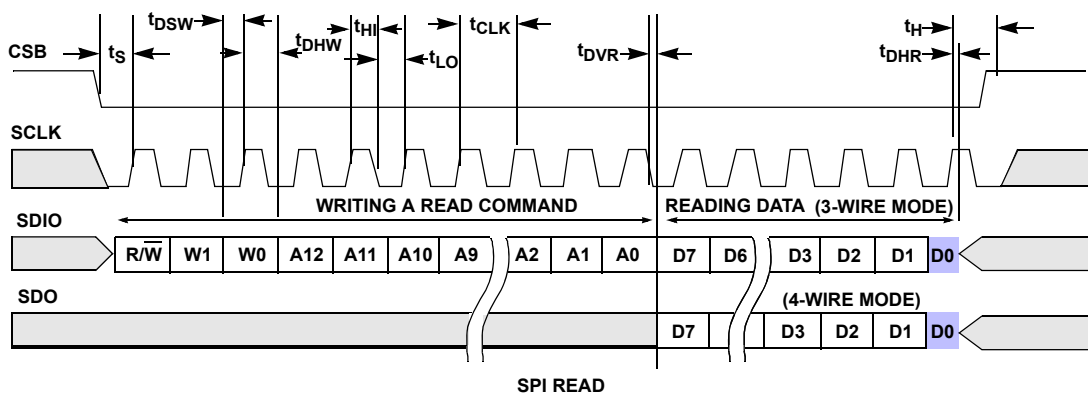 tDSW tHI tCLK tH
CSB tS tDHW tLO tDVR tDHR
SCLK
WRITING A READ COMMAND READING DATA (3-WIRE MODE)
SDIO
R/W̅ W1 W0 A12 A11 A10 A9 A2 A1 A0 D7 D6 D3 D2 D1 D0
SDO
(4-WIRE MODE)
D7 D3 D2 D1 D0
SPI READ